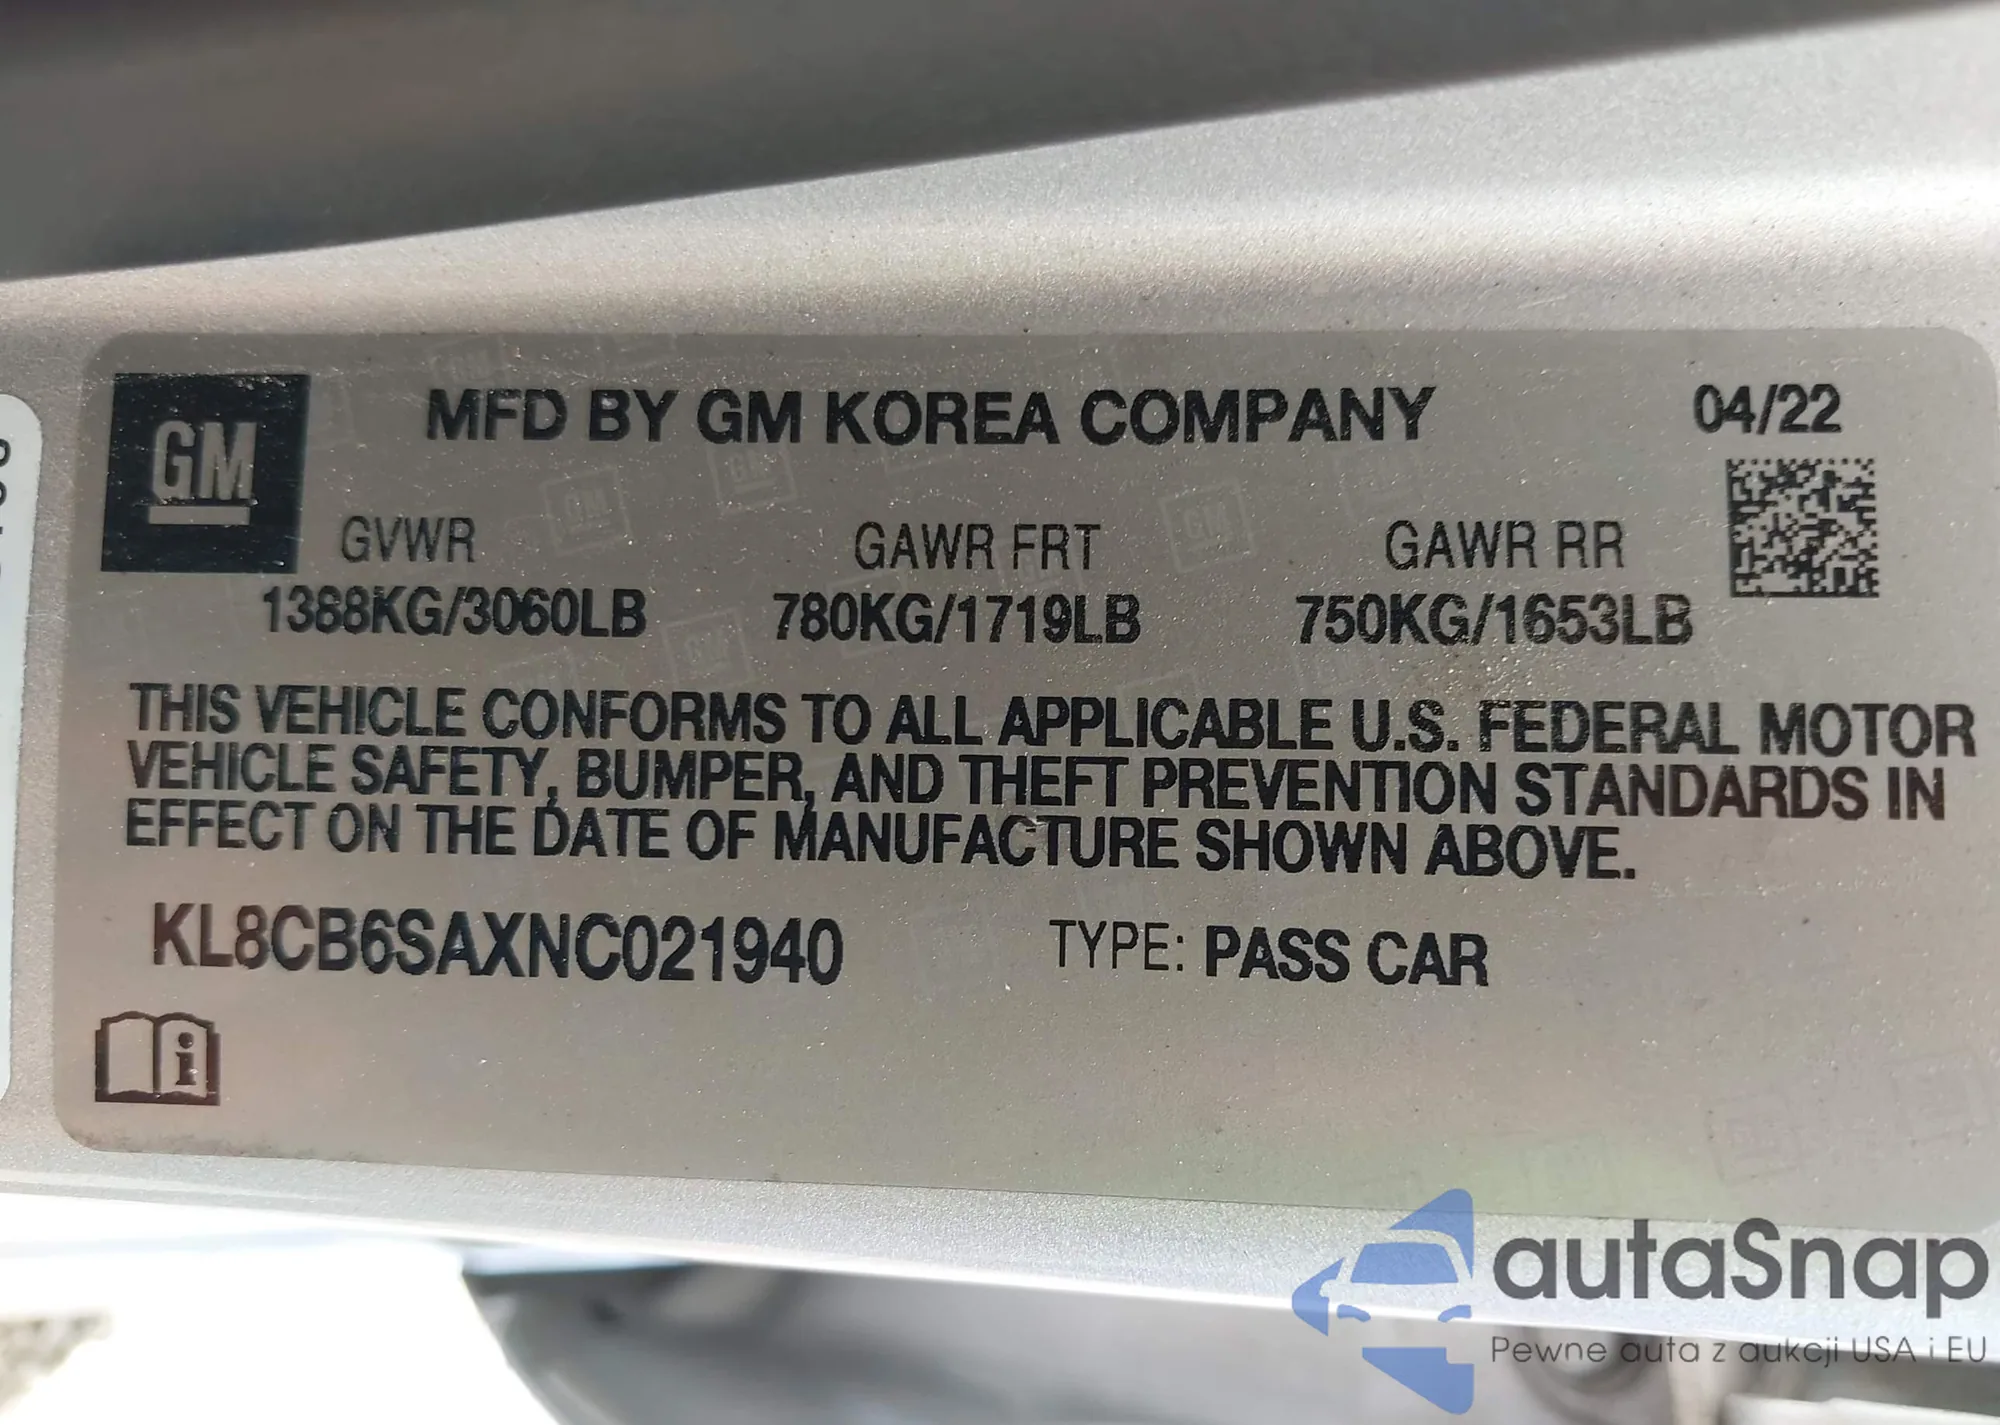 GM
MFD BY GM KOREA COMPANY 04/22
GVWR GAWR FRT GAWR RR
1388KG/3060LB 780KG/1719LB 750KG/1653LB
THIS VEHICLE CONFORMS TO ALL APPLICABLE U.S. FEDERAL MOTOR
VEHICLE SAFETY, BUMPER, AND THEFT PREVENTION STANDARDS IN
EFFECT ON THE DATE OF MANUFACTURE SHOWN ABOVE.
KL8CB6SAXNC021940 TYPE: PASS CAR
i
autaSnap
Pewne auta z aukcji USA i EU